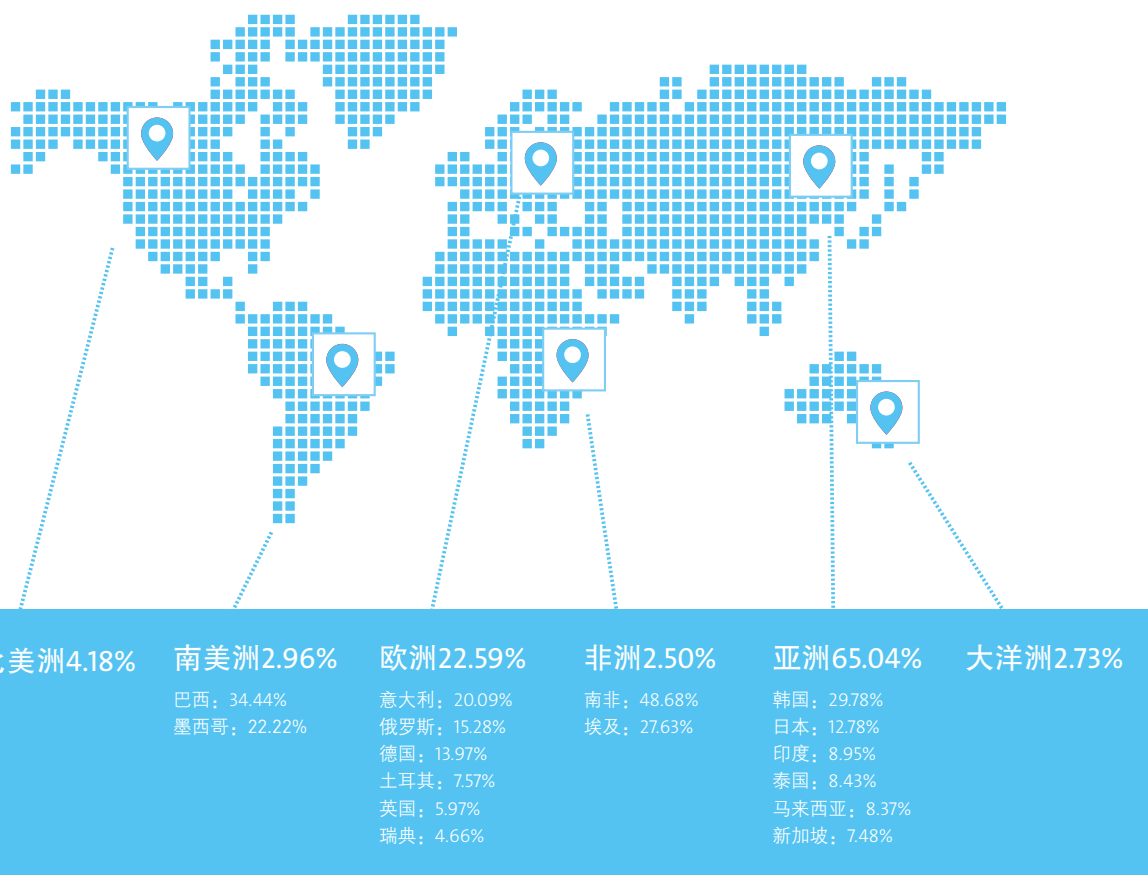 美洲4.18%
南美洲2.96%
巴西：34.44%
墨西哥：22.22%
欧洲22.59%
意大利：20.09%
俄罗斯：15.28%
德国：13.97%
土耳其：7.57%
英国：5.97%
瑞典：4.66%
非洲2.50%
南非：48.68%
埃及：27.63%
亚洲65.04%
韩国：29.78%
日本：12.78%
印度：8.95%
泰国：8.43%
马来西亚：8.37%
新加坡：7.48%
大洋洲2.73%